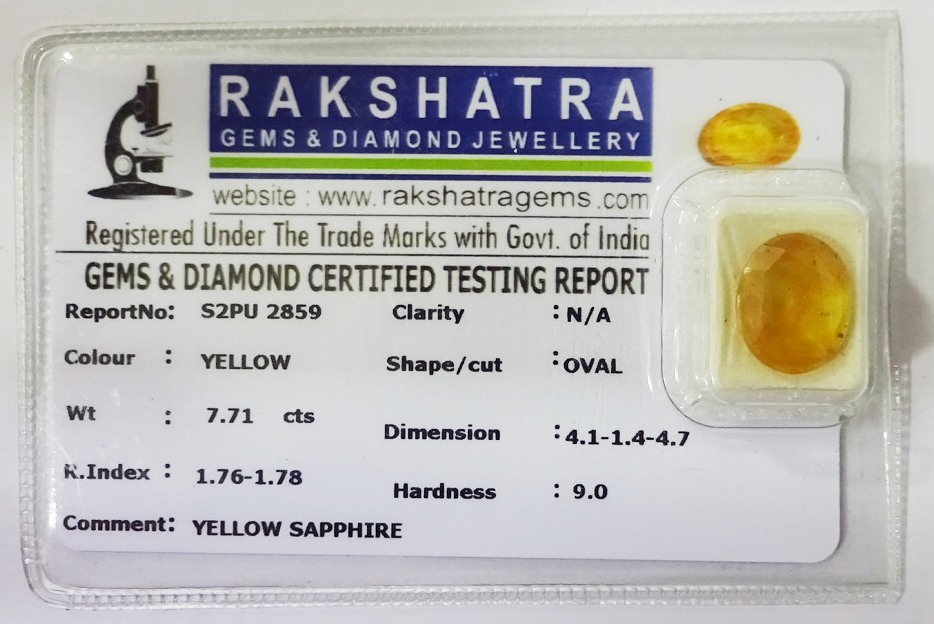 RAKSHATRA
GEMS & DIAMOND JEWELLERY
website : www.rakshatragems.com
Registered Under The Trade Marks with Govt. of India
GEMS & DIAMOND CERTIFIED TESTING REPORT
ReportNo: S2PU 2859 Clarity : N/A
Colour : YELLOW Shape/cut : OVAL
Wt : 7.71 cts Dimension : 4.1-1.4-4.7
R.Index : 1.76-1.78 Hardness : 9.0
Comment: YELLOW SAPPHIRE